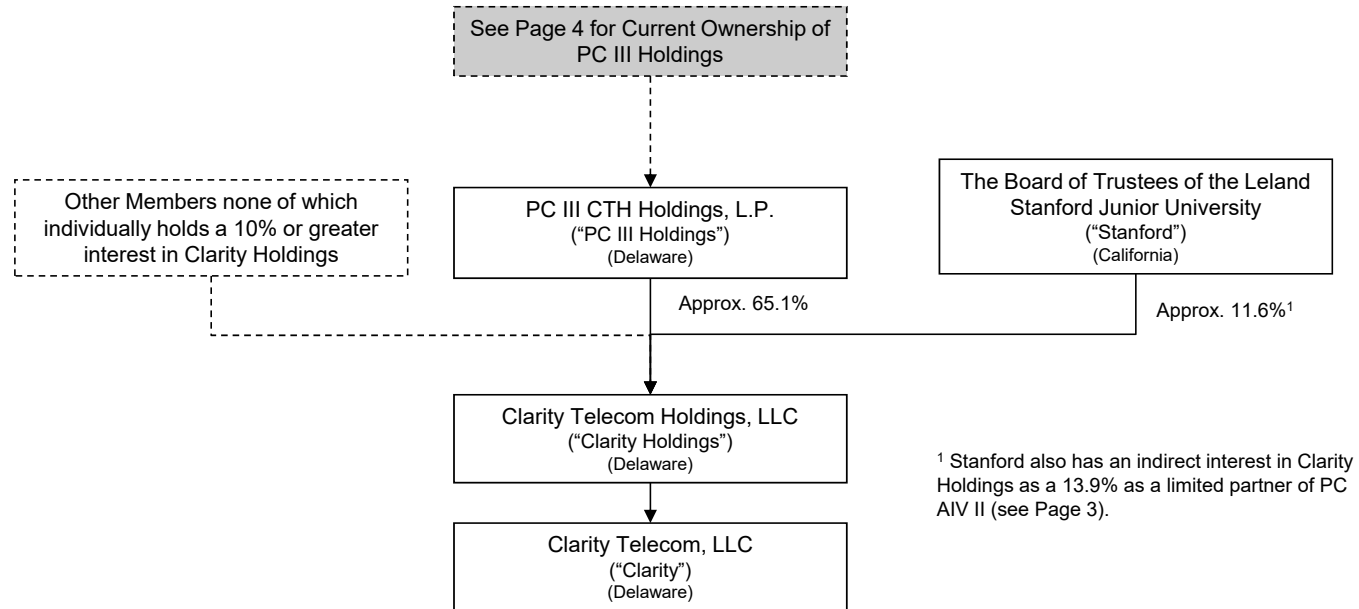 See Page 4 for Current Ownership of
PC III Holdings
Other Members none of which
individually holds a 10% or greater
interest in Clarity Holdings
PC III CTH Holdings, L.P.
(“PC III Holdings”)
(Delaware)
The Board of Trustees of the Leland
Stanford Junior University
(“Stanford”)
(California)
Approx. 65.1%
Approx. 11.6%¹
Clarity Telecom Holdings, LLC
(“Clarity Holdings”)
(Delaware)
¹ Stanford also has an indirect interest in Clarity
Holdings as a 13.9% as a limited partner of PC
AIV II (see Page 3).
Clarity Telecom, LLC
(“Clarity”)
(Delaware)